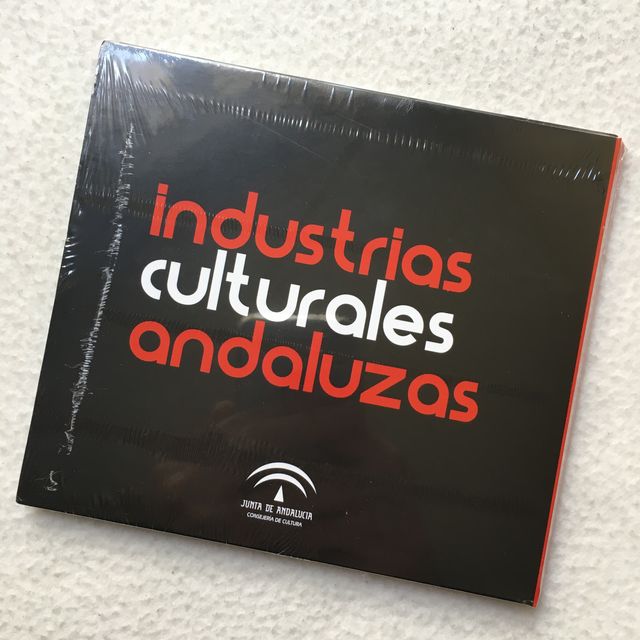 industrias
culturales
andaluzas
JUNTA DE ANDALUCIA
CONSEJERÍA DE CULTURA